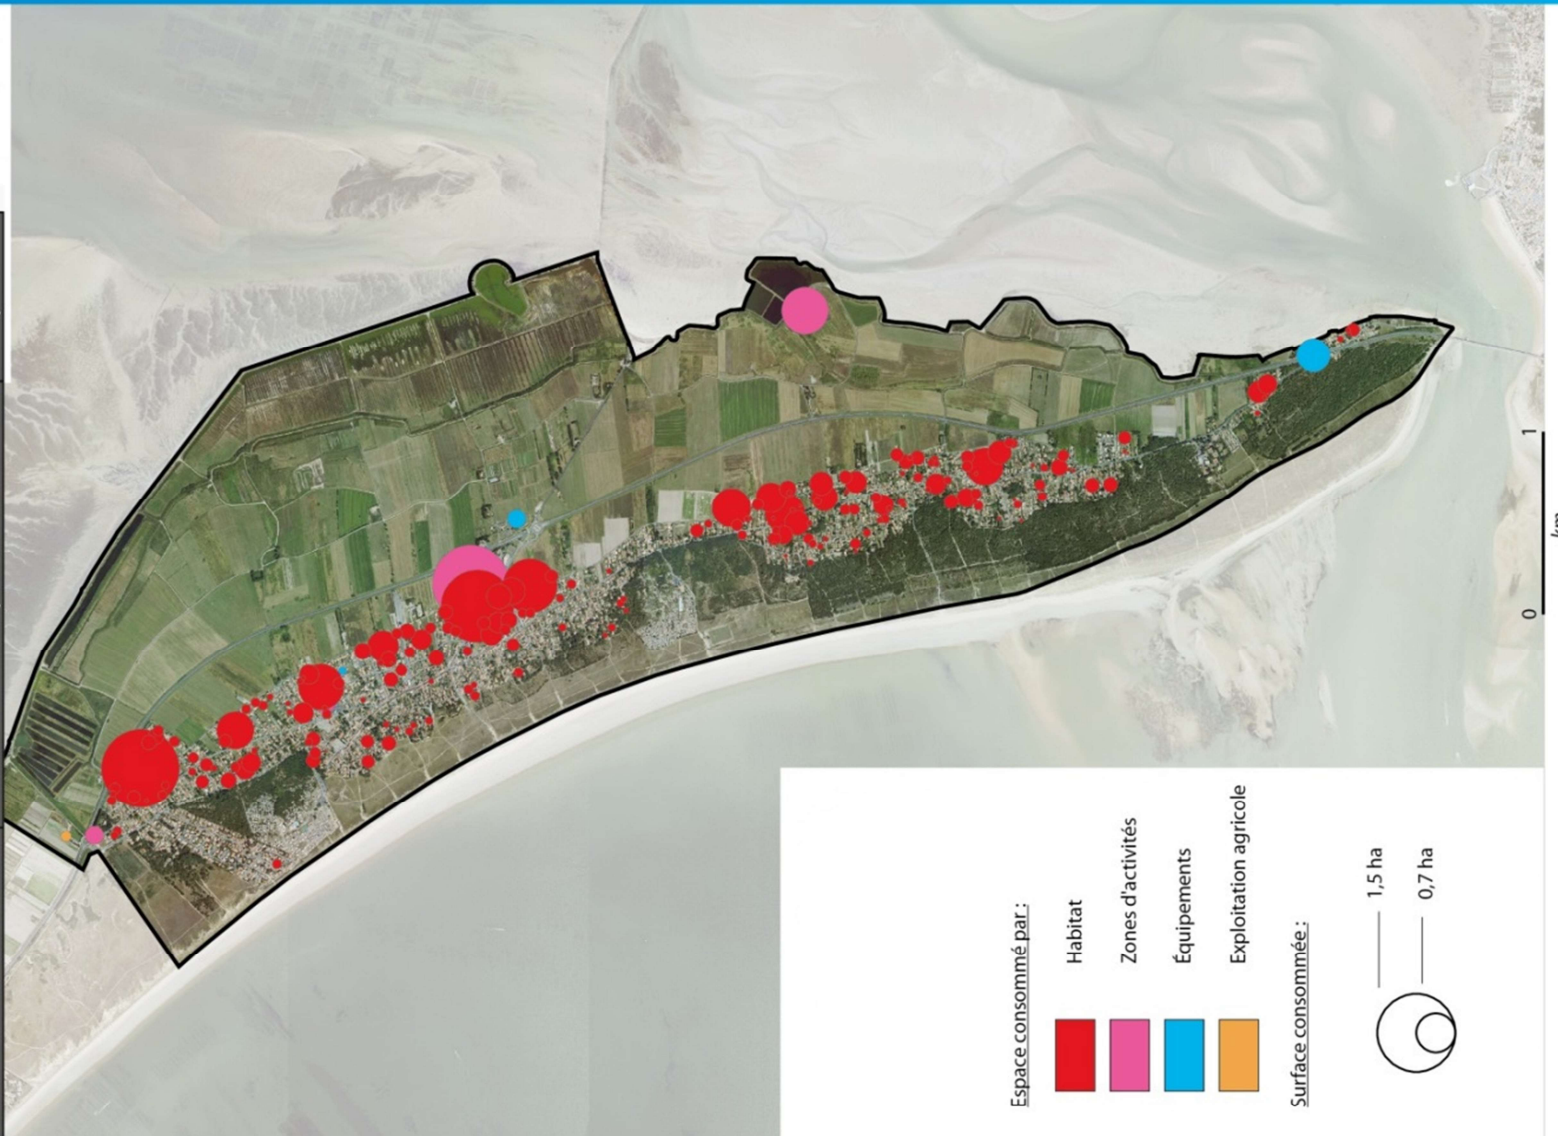 Espace consommé par :
Habitat
Zones d'activités
Équipements
Exploitation agricole
Surface consommée :
1,5 ha
0,7 ha
0
1
km